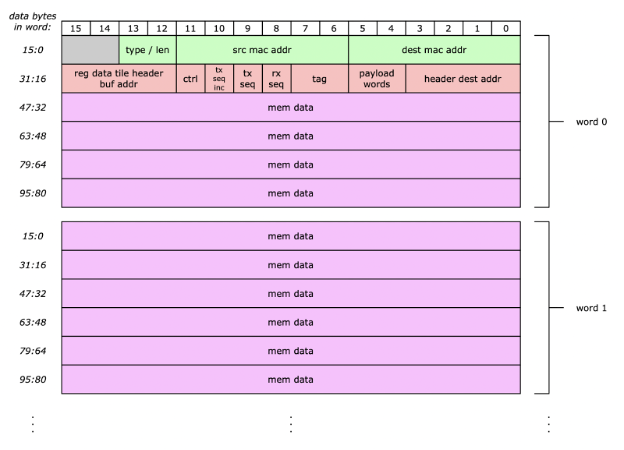 data bytes
in word: 15 14 13 12 11 10 9 8 7 6 5 4 3 2 1 0
15:0 type / len src mac addr dest mac addr
31:16 reg data tile header buf addr ctrl tx seq inc tx seq rx seq tag payload words header dest addr
47:32 mem data
63:48 mem data
79:64 mem data
95:80 mem data
word 0
15:0 mem data
31:16 mem data
47:32 mem data
63:48 mem data
79:64 mem data
95:80 mem data
word 1